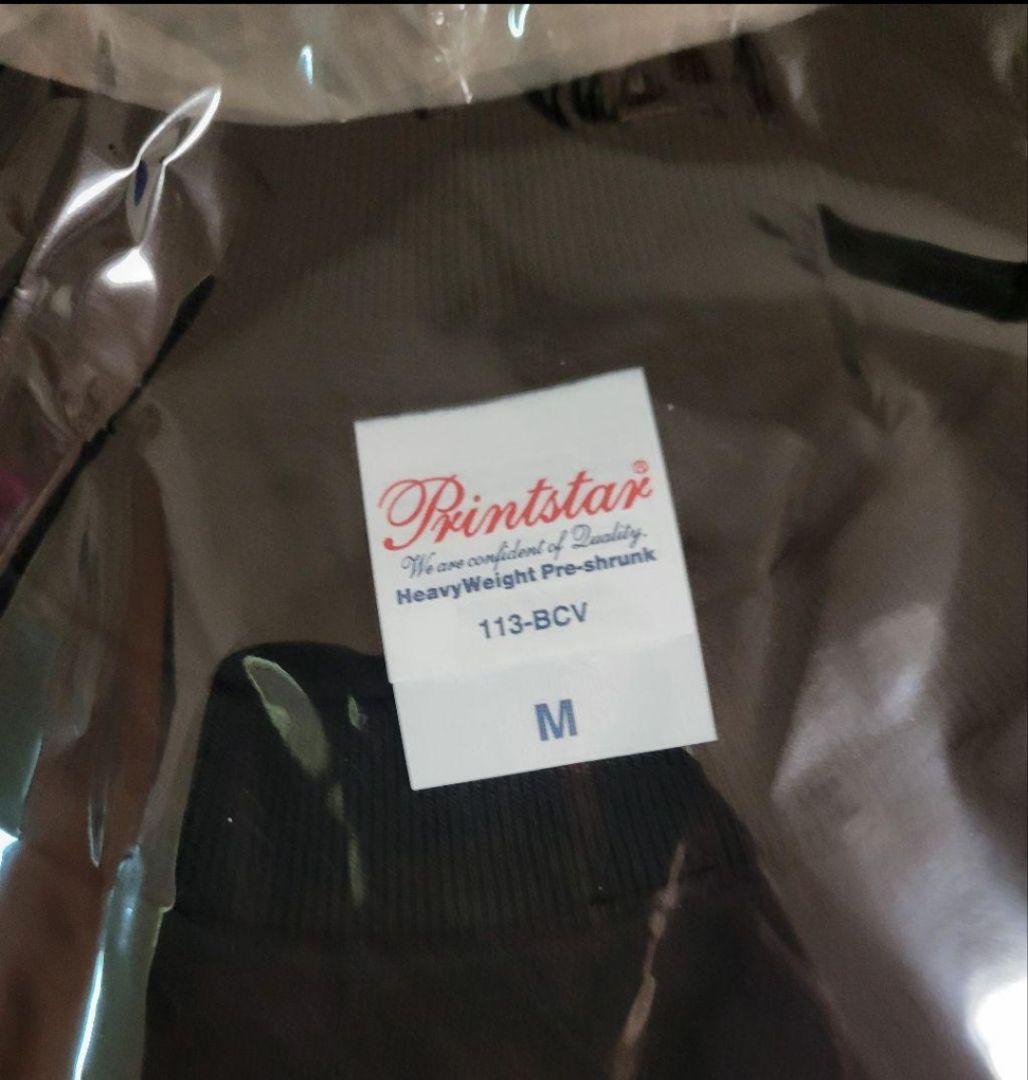 Printstar®
We are confident of Quality.
HeavyWeight Pre-shrunk
113-BCV
M